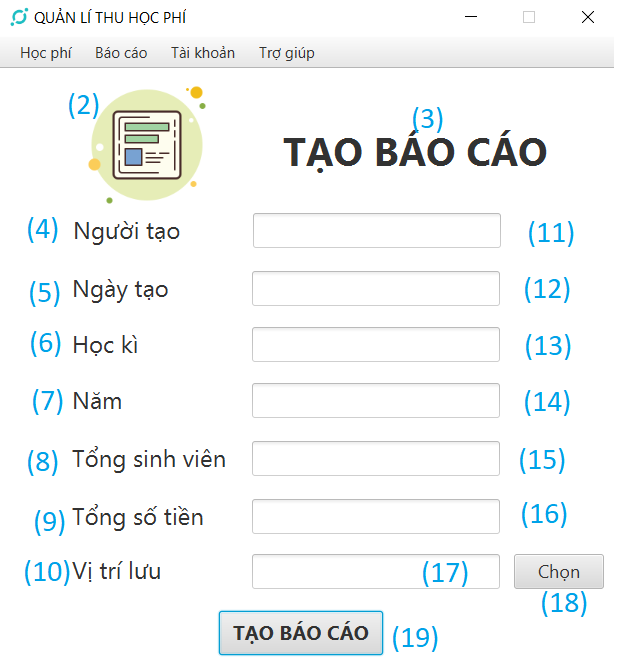 QUẢN LÍ THU HỌC PHÍ
Học phí Báo cáo Tài khoản Trợ giúp
(2)
(3)
TẠO BÁO CÁO
(4) Người tạo (11)
(5) Ngày tạo (12)
(6) Học kì (13)
(7) Năm (14)
(8) Tổng sinh viên (15)
(9) Tổng số tiền (16)
(10) Vị trí lưu (17) Chọn
(18)
TẠO BÁO CÁO (19)